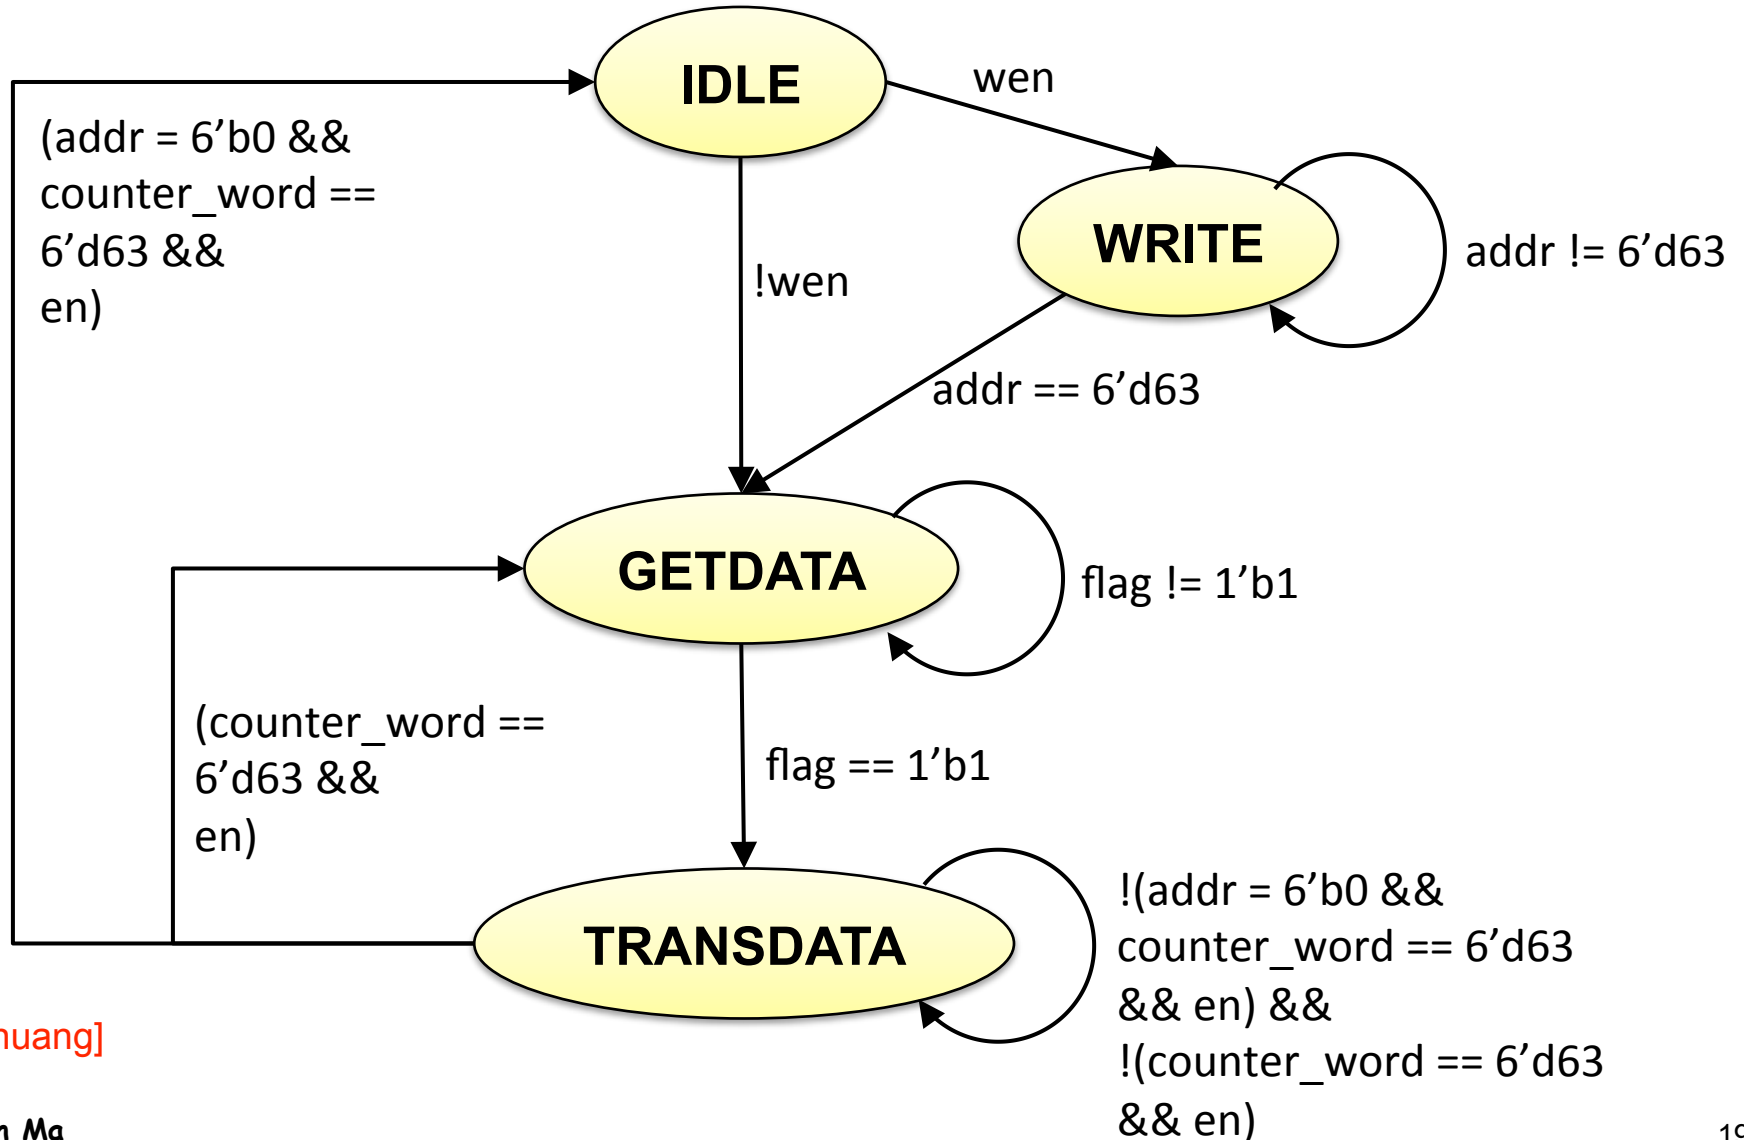 IDLE
wen
(addr = 6’b0 &&
counter_word ==
6’d63 &&
en)
WRITE
addr != 6’d63
!wen
addr == 6’d63
GETDATA
flag != 1’b1
(counter_word ==
6’d63 &&
en)
flag == 1’b1
TRANSDATA
!(addr = 6’b0 &&
counter_word == 6’d63
&& en) &&
!(counter_word == 6’d63
&& en)
huang]
Ma
19